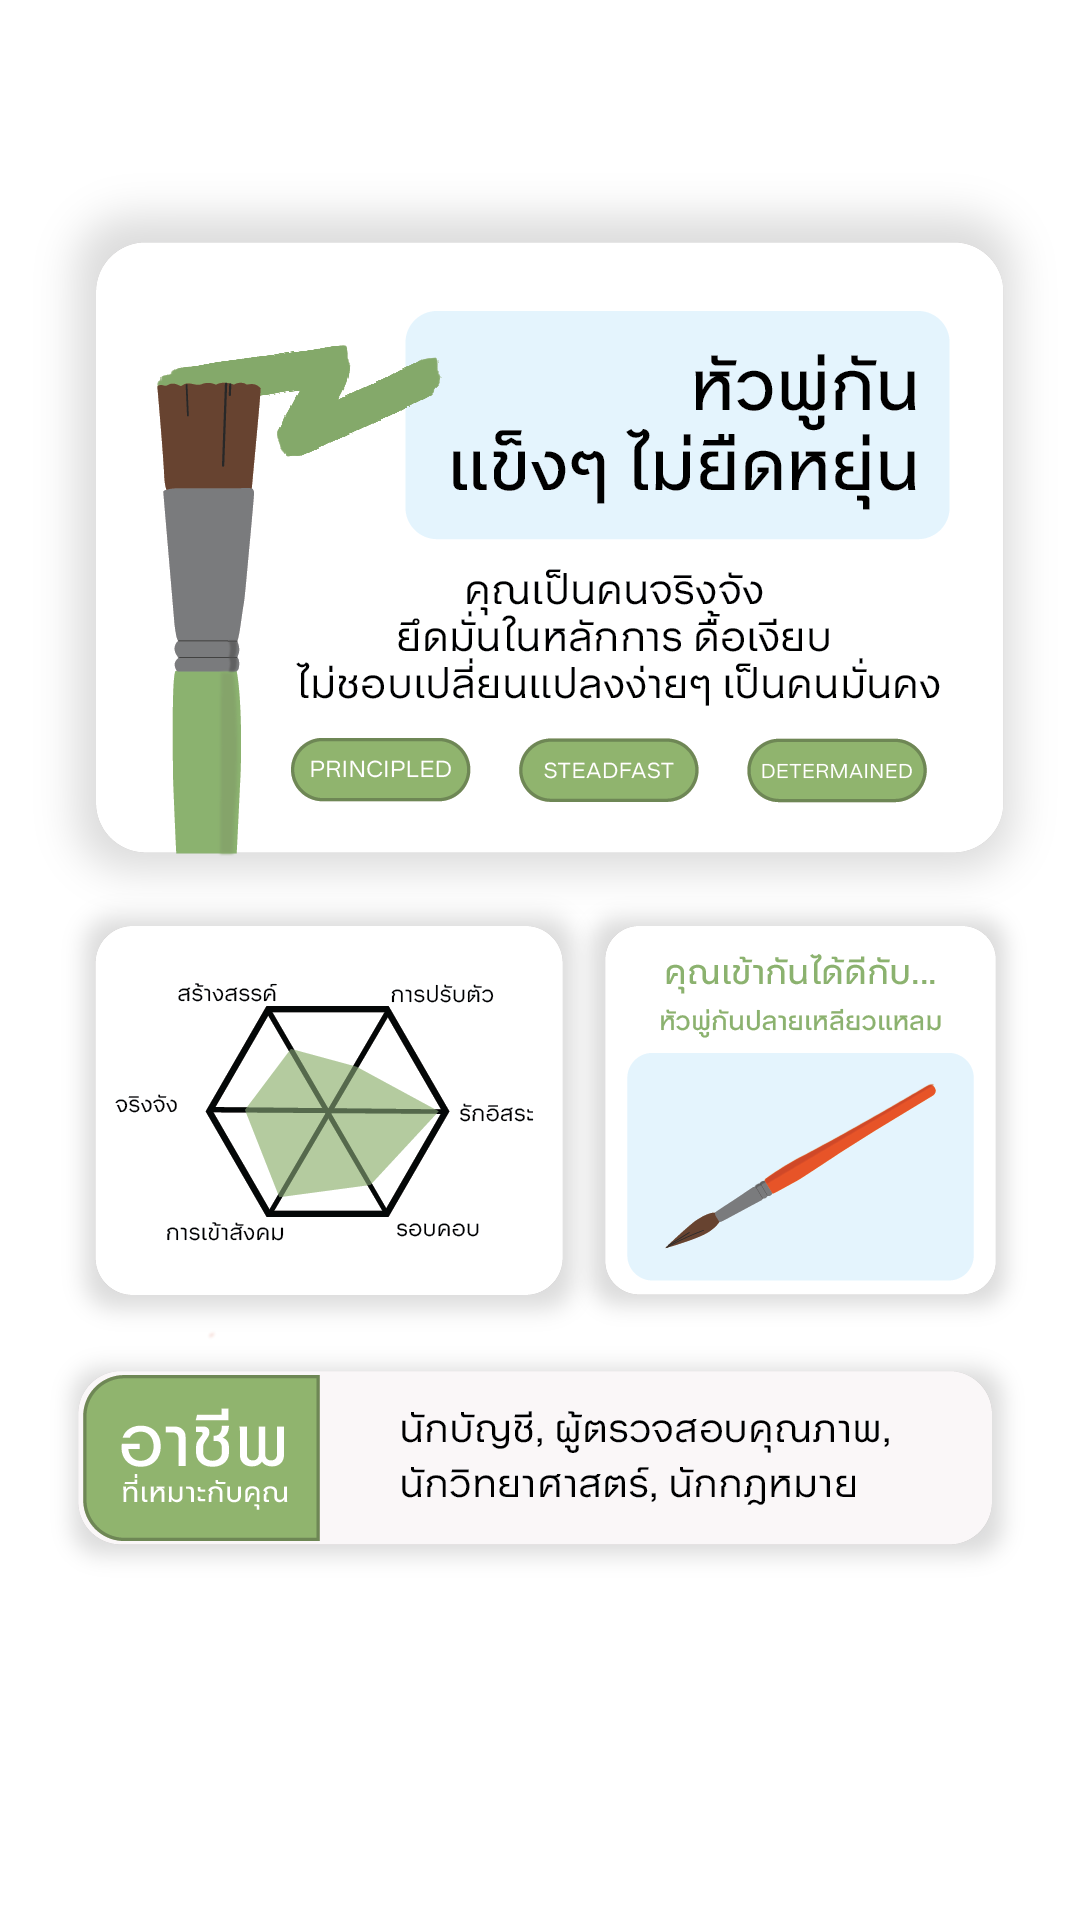 หัวพู่กัน
แข็งๆ ไม่ยืดหยุ่น
คุณเป็นคนจริงจัง
ยึดมั่นในหลักการ ดื้อเงียบ
ไม่ชอบเปลี่ยนแปลงง่ายๆ เป็นคนมั่นคง
PRINCIPLED
STEADFAST
DETERMAINED
สร้างสรรค์
การปรับตัว
จริงจัง
รักอิสระ
การเข้าสังคม
รอบคอบ
คุณเข้ากันได้ดีกับ...
หัวพู่กันปลายเหลียวแหลม
อาชีพ
ที่เหมาะกับคุณ
นักบัญชี, ผู้ตรวจสอบคุณภาพ,
นักวิทยาศาสตร์, นักกฎหมาย